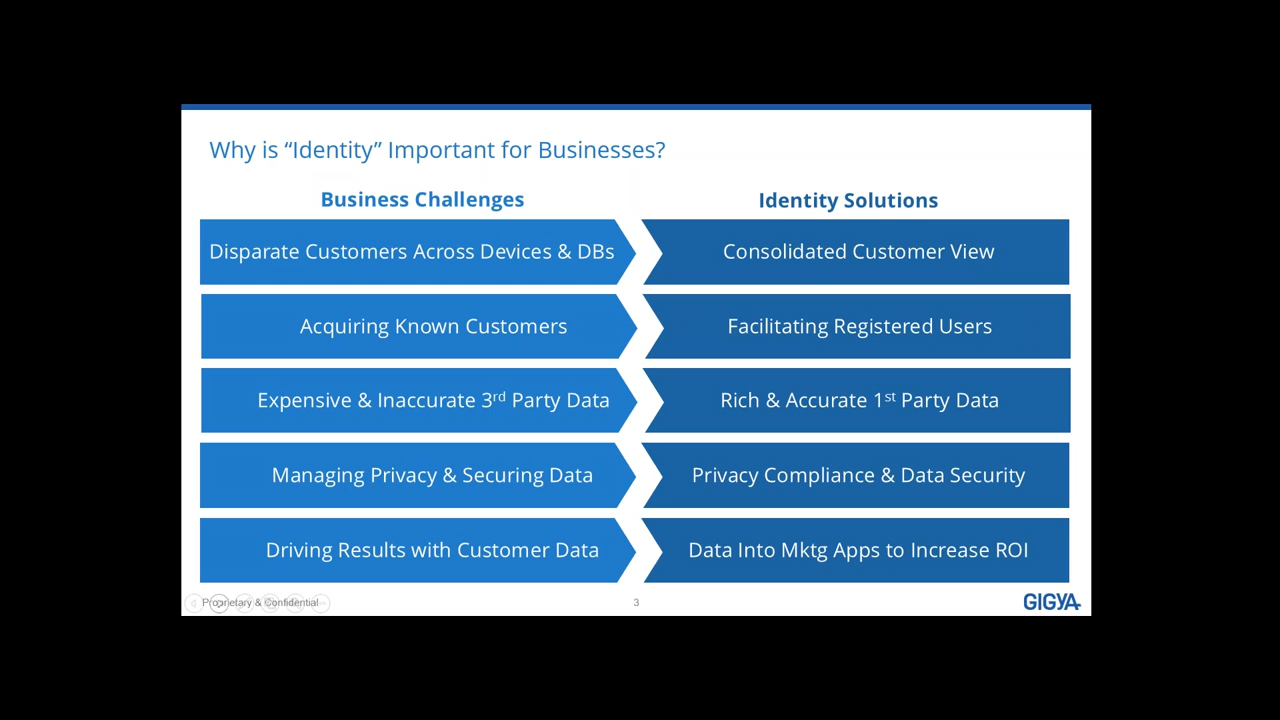 Why is “Identity” Important for Businesses?
Business Challenges
Identity Solutions
Disparate Customers Across Devices & DBs
Consolidated Customer View
Acquiring Known Customers
Facilitating Registered Users
Expensive & Inaccurate 3rd Party Data
Rich & Accurate 1st Party Data
Managing Privacy & Securing Data
Privacy Compliance & Data Security
Driving Results with Customer Data
Data Into Mktg Apps to Increase ROI
Proprietary & Confidential
3
GIGYA